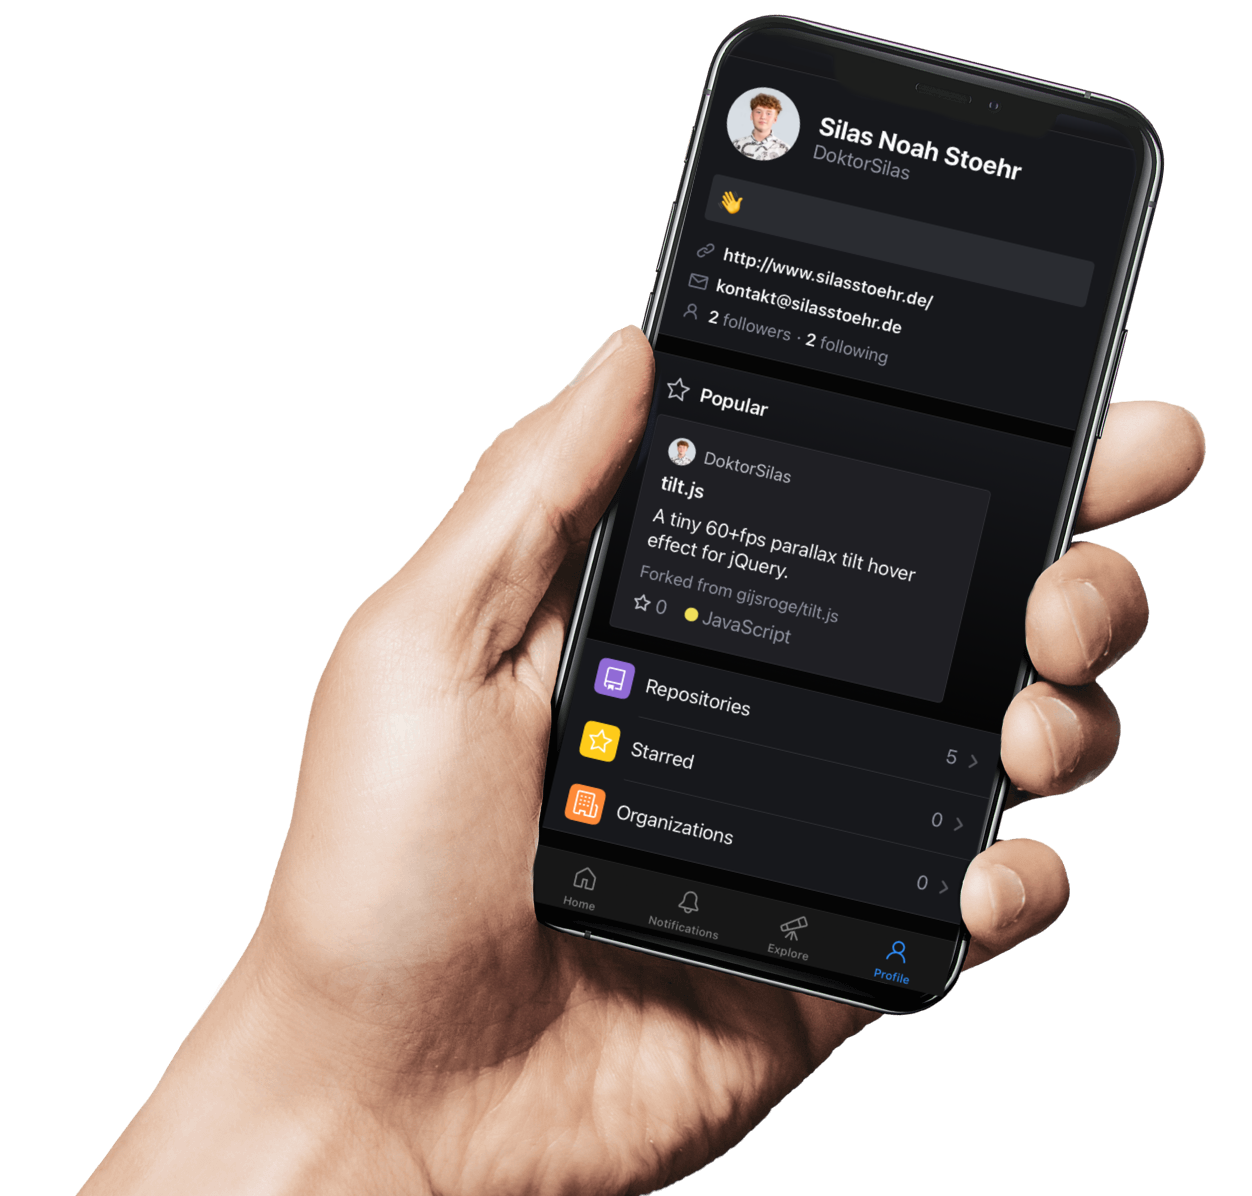 Silas Noah Stoehr
DoktorSilas
http://www.silasstoehr.de/
kontakt@silasstoehr.de
2 followers · 2 following
Popular
DoktorSilas
tilt.js
A tiny 60+fps parallax tilt hover
effect for jQuery.
Forked from gijsroge/tilt.js
0 JavaScript
Repositories 5
Starred 0
Organizations 0
Home Notifications Explore Profile